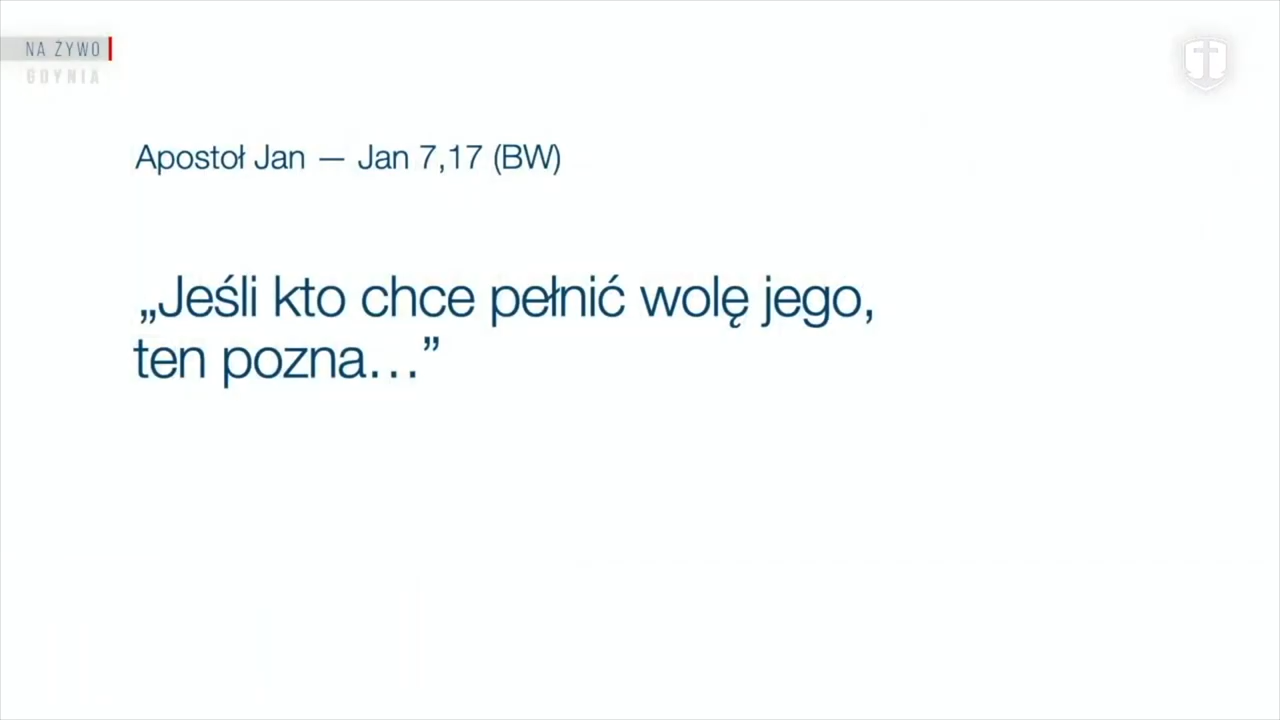 NA ŻYWO
GDYNIA
Apostoł Jan — Jan 7,17 (BW)
„Jeśli kto chce pełnić wolę jego,
ten pozna…”